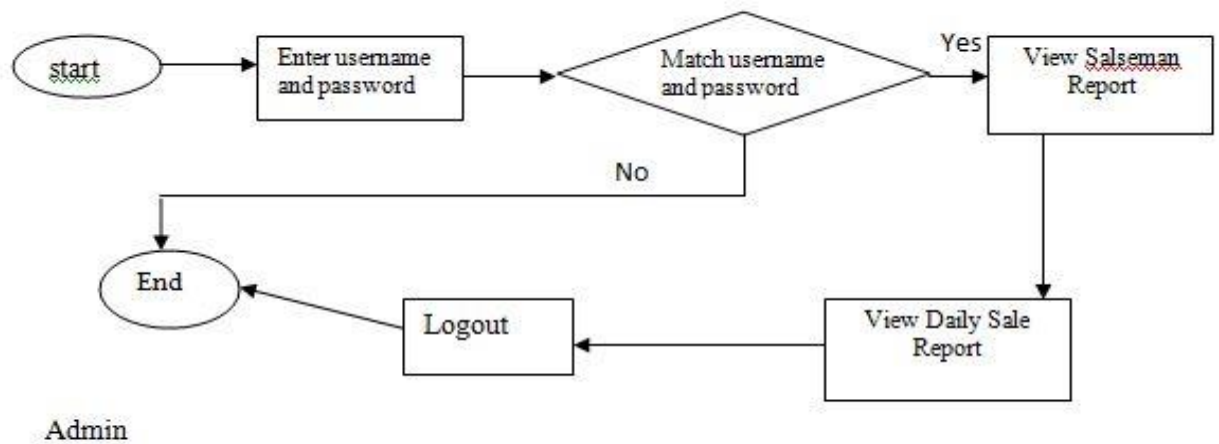 start
Enter username
and password
Match username
and password
Yes
View Salseman
Report
No
End
Logout
View Daily Sale
Report
Admin